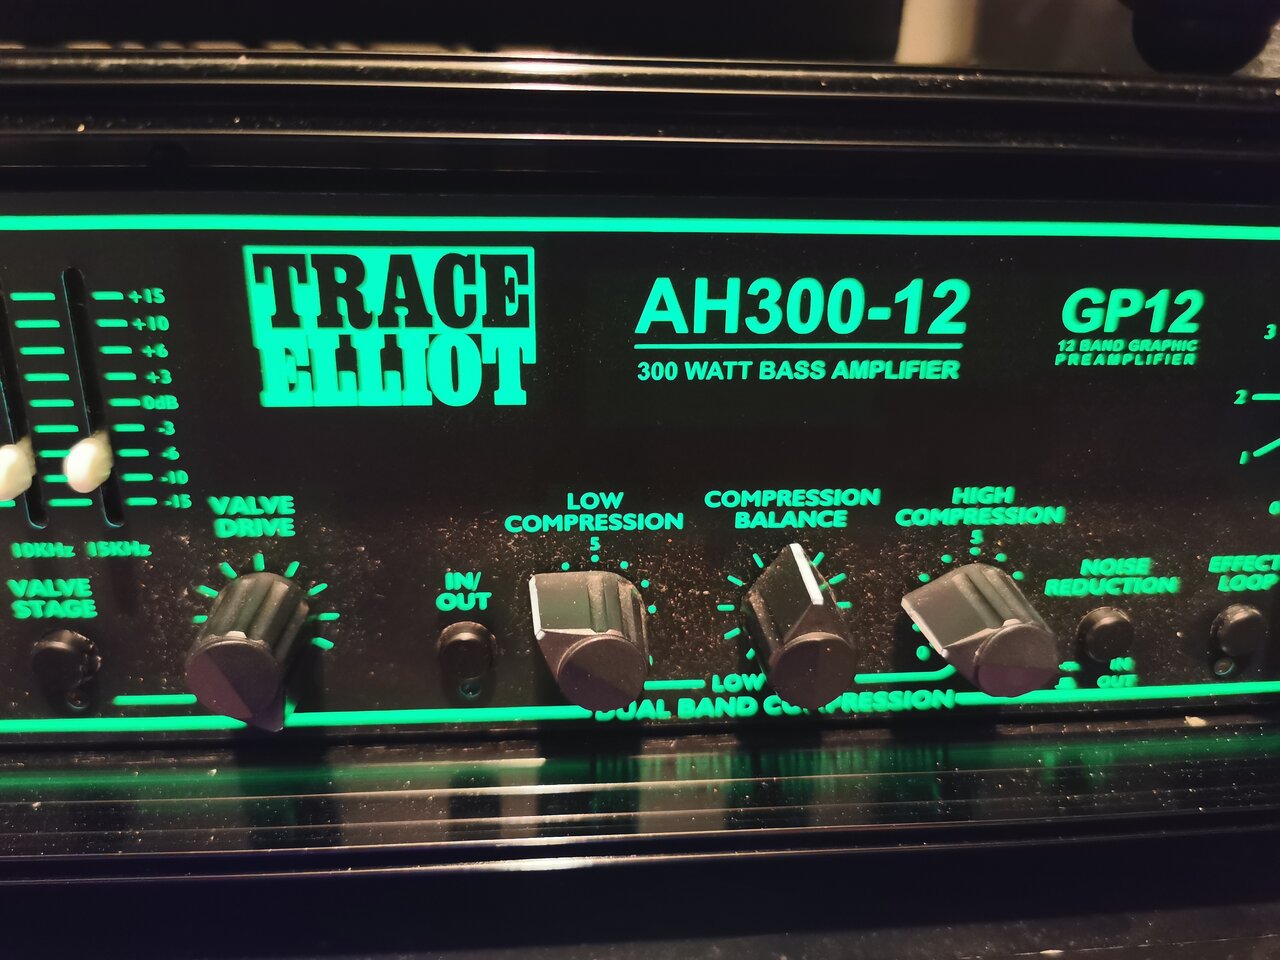 TRACE
ELLIOT
AH300-12
300 WATT BASS AMPLIFIER
GP12
12 BAND GRAPHIC
PREAMPLIFIER
+15
+10
+6
+3
0dB
-3
-6
-10
-15
10KHz 15KHz
3
2
1
0
VALVE
STAGE
VALVE
DRIVE
IN/
OUT
LOW
COMPRESSION
5
COMPRESSION
BALANCE
HIGH
COMPRESSION
5
NOISE
REDUCTION
IN
OUT
EFFECT
LOOP
LOW
DUAL BAND COMPRESSION